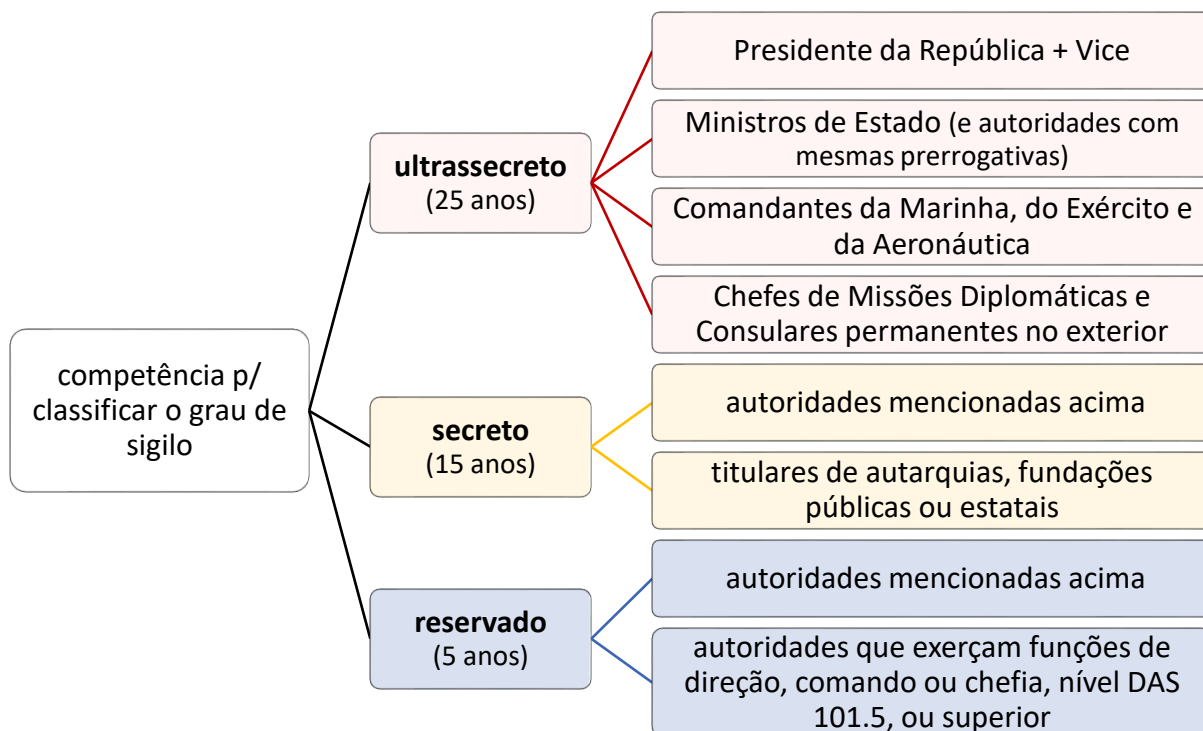 competência p/
classificar o grau de
sigilo
ultrassecreto
(25 anos)
Presidente da República + Vice
Ministros de Estado (e autoridades com
mesmas prerrogativas)
Comandantes da Marinha, do Exército e
da Aeronáutica
Chefes de Missões Diplomáticas e
Consulares permanentes no exterior
secreto
(15 anos)
autoridades mencionadas acima
titulares de autarquias, fundações
públicas ou estatais
reservado
(5 anos)
autoridades mencionadas acima
autoridades que exerçam funções de
direção, comando ou chefia, nível DAS
101.5, ou superior